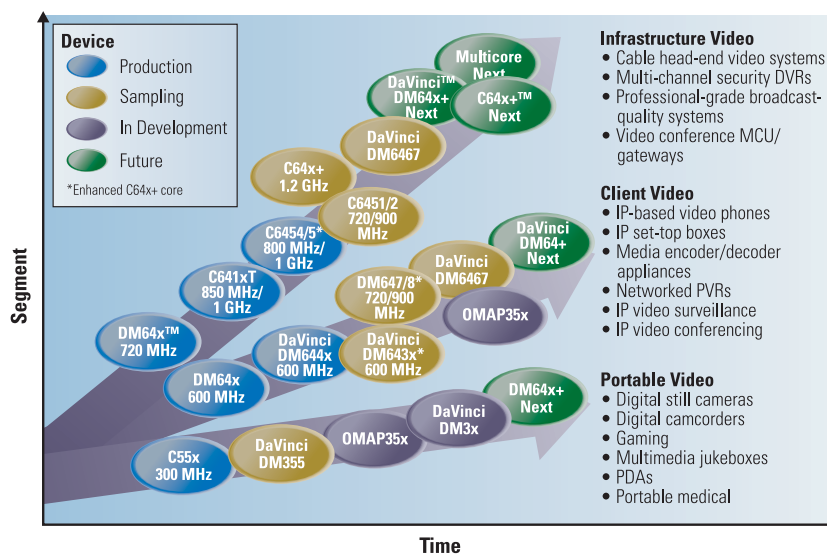 Device
Production
Sampling
In Development
Future
*Enhanced C64x+ core
Multicore
Next
DaVinci™
DM64x+
Next
C64x+™
Next
DaVinci
DM6467
C64x+
1.2 GHz
C6451/2
720/900
MHz
C6454/5*
800 MHz/
1 GHz
C641xT
850 MHz/
1 GHz
DM64x™
720 MHz
DaVinci
DM64+
Next
DaVinci
DM6467
DM647/8*
720/900
MHz
OMAP35x
DaVinci
DM644x
600 MHz
DaVinci
DM643x*
600 MHz
DM64x
600 MHz
DM64x+
Next
DaVinci
DM3x
OMAP35x
DaVinci
DM355
C55x
300 MHz
Infrastructure Video
• Cable head-end video systems
• Multi-channel security DVRs
• Professional-grade broadcast-
quality systems
• Video conference MCU/
gateways
Client Video
• IP-based video phones
• IP set-top boxes
• Media encoder/decoder
appliances
• Networked PVRs
• IP video surveillance
• IP video conferencing
Portable Video
• Digital still cameras
• Digital camcorders
• Gaming
• Multimedia jukeboxes
• PDAs
• Portable medical
Segment
Time